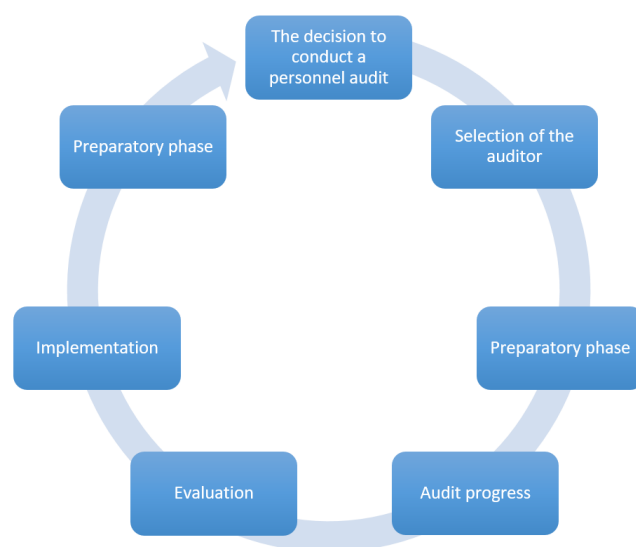 The decision to
conduct a
personnel audit
Selection of the
auditor
Preparatory phase
Audit progress
Evaluation
Implementation
Preparatory phase